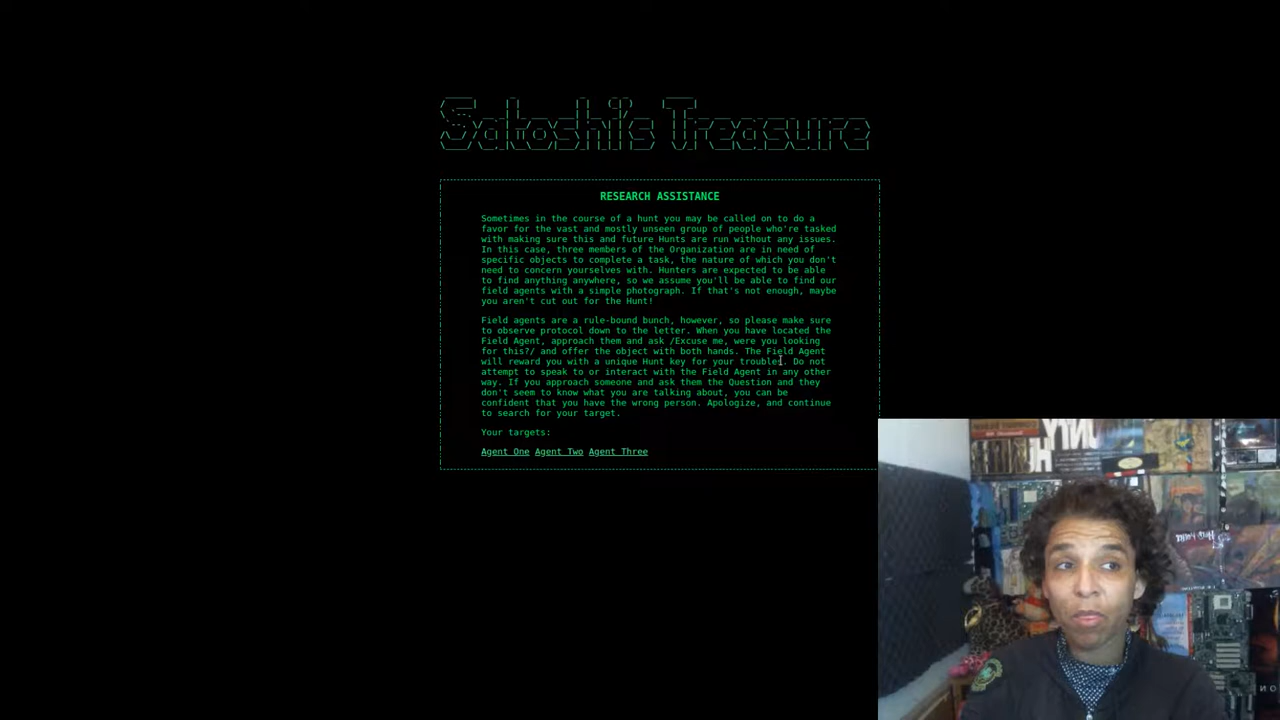 Satoshi's Treasure
RESEARCH ASSISTANCE
Sometimes in the course of a hunt you may be called on to do a
favor for the vast and mostly unseen group of people who're tasked
with making sure this and future Hunts are run without any issues.
In this case, three members of the Organization are in need of
specific objects to complete a task, the nature of which you don't
need to concern yourselves with. Hunters are expected to be able
to find anything anywhere, so we assume you'll be able to find our
field agents with a simple photograph. If that's not enough, maybe
you aren't cut out for the Hunt!
Field agents are a rule-bound bunch, however, so please make sure
to observe protocol down to the letter. When you have located the
Field Agent, approach them and ask /Excuse me, were you looking
for this?/ and offer the object with both hands. The Field Agent
will reward you with a unique Hunt key for your troubles. Do not
attempt to speak to or interact with the Field Agent in any other
way. If you approach someone and ask them the Question and they
don't seem to know what you are talking about, you can be
confident that you have the wrong person. Apologize, and continue
to search for your target.
Your targets:
Agent One Agent Two Agent Three